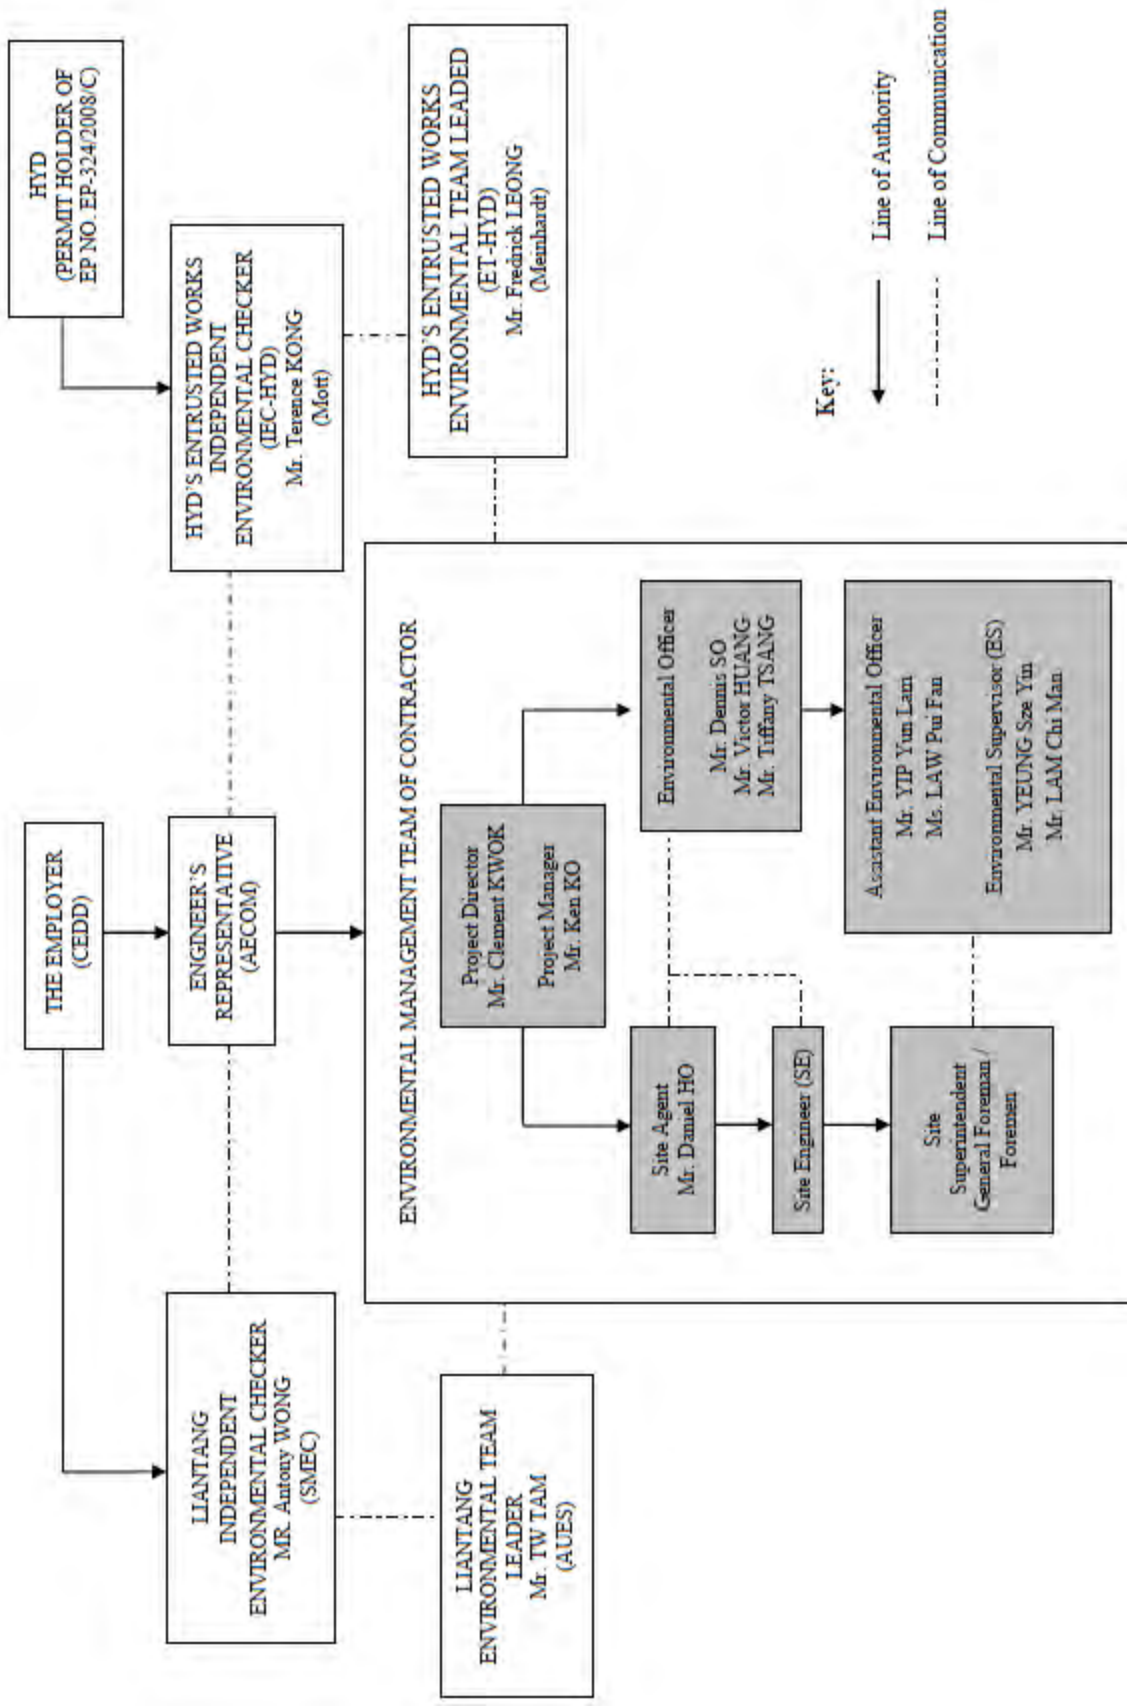 HYD
(PERMIT HOLDER OF
EP NO. EP-324/2008/C)
THE EMPLOYER
(CEDD)
LIANTANG
INDEPENDENT
ENVIRONMENTAL CHECKER
MR. Antony WONG
(SMEC)
ENGINEER'S
REPRESENTATIVE
(AECOM)
HYD'S ENTRUSTED WORKS
INDEPENDENT
ENVIRONMENTAL CHECKER
(IEC-HYD)
Mr. Terence KONG
(Mott)
LIANTANG
ENVIRONMENTAL TEAM
LEADER
Mr. TW TAM
(AUES)
HYD'S ENTRUSTED WORKS
ENVIRONMENTAL TEAM LEADED
(ET-HYD)
Mr. Fredrick LEONG
(Meinhardt)
ENVIRONMENTAL MANAGEMENT TEAM OF CONTRACTOR
Project Director
Mr. Clement KWOK
Project Manager
Mr. Ken KO
Site Agent
Mr. Daniel HO
Environmental Officer
Mr. Dennis SO
Mr. Victor HUANG
Mr. Tiffany TSANG
Site Engineer (SE)
Site
Superintendent
General Foreman /
Foremen
Assistant Environmental Officer
Mr. YIP Yun Lam
Ms. LAW Pui Fan
Environmental Supervisor (ES)
Mr. YEUNG Sze Yin
Mr. LAM Chi Man
Key:
Line of Authority
Line of Communication